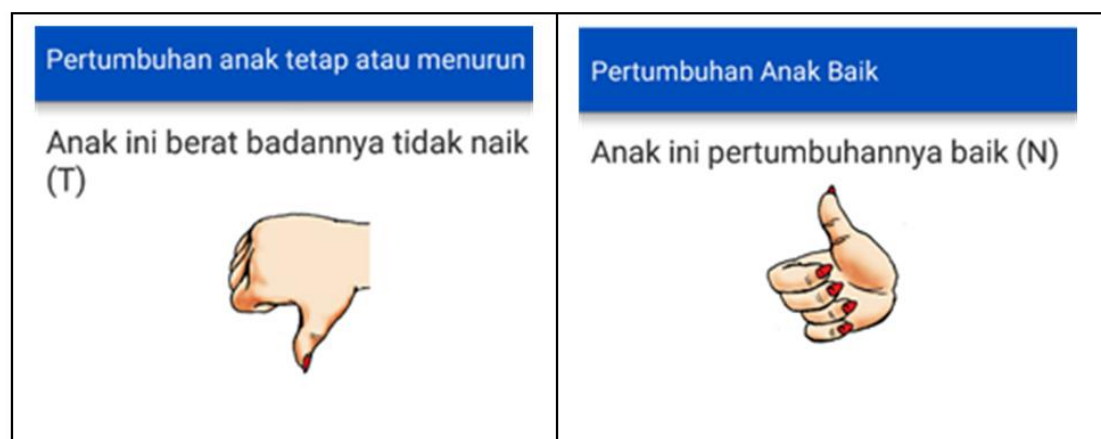 Pertumbuhan anak tetap atau menurun
Anak ini berat badannya tidak naik
(T)
Pertumbuhan Anak Baik
Anak ini pertumbuhannya baik (N)